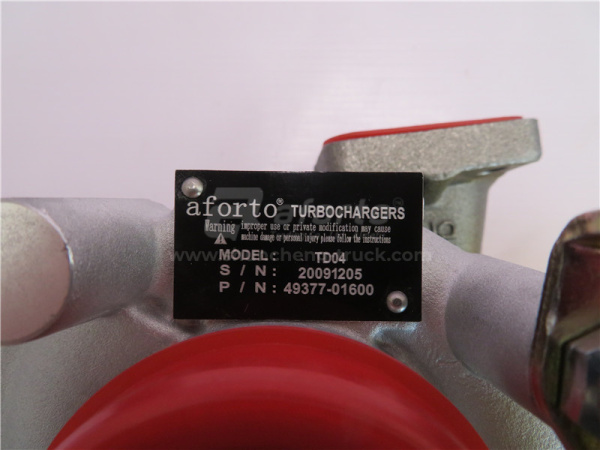 aforto® TURBOCHARGERS
Warning Improper use or private modification may cause
machine damage or personal injury please follow the instructions
MODEL: TD04
S / N: 20091205
P / N: 49377-01600